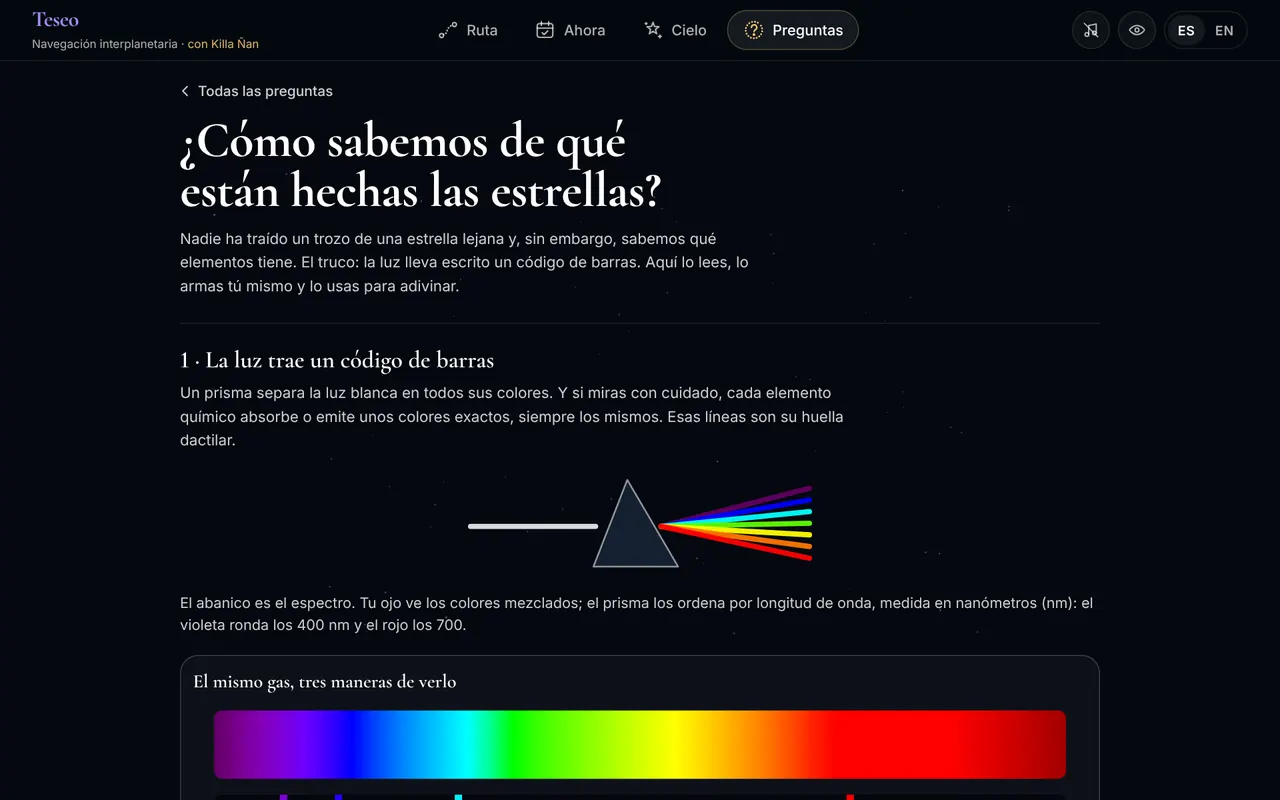 Teseo
Navegación interplanetaria · con Killa Ñan
Ruta
Ahora
Cielo
Preguntas
ES
EN
Todas las preguntas
¿Cómo sabemos de qué
están hechas las estrellas?
Nadie ha traído un trozo de una estrella lejana y, sin embargo, sabemos qué
elementos tiene. El truco: la luz lleva escrito un código de barras. Aquí lo lees, lo
armas tú mismo y lo usas para adivinar.
1 · La luz trae un código de barras
Un prisma separa la luz blanca en todos sus colores. Y si miras con cuidado, cada elemento
químico absorbe o emite unos colores exactos, siempre los mismos. Esas líneas son su huella
dactilar.
El abanico es el espectro. Tu ojo ve los colores mezclados; el prisma los ordena por longitud de onda, medida en nanómetros (nm): el
violeta ronda los 400 nm y el rojo los 700.
El mismo gas, tres maneras de verlo